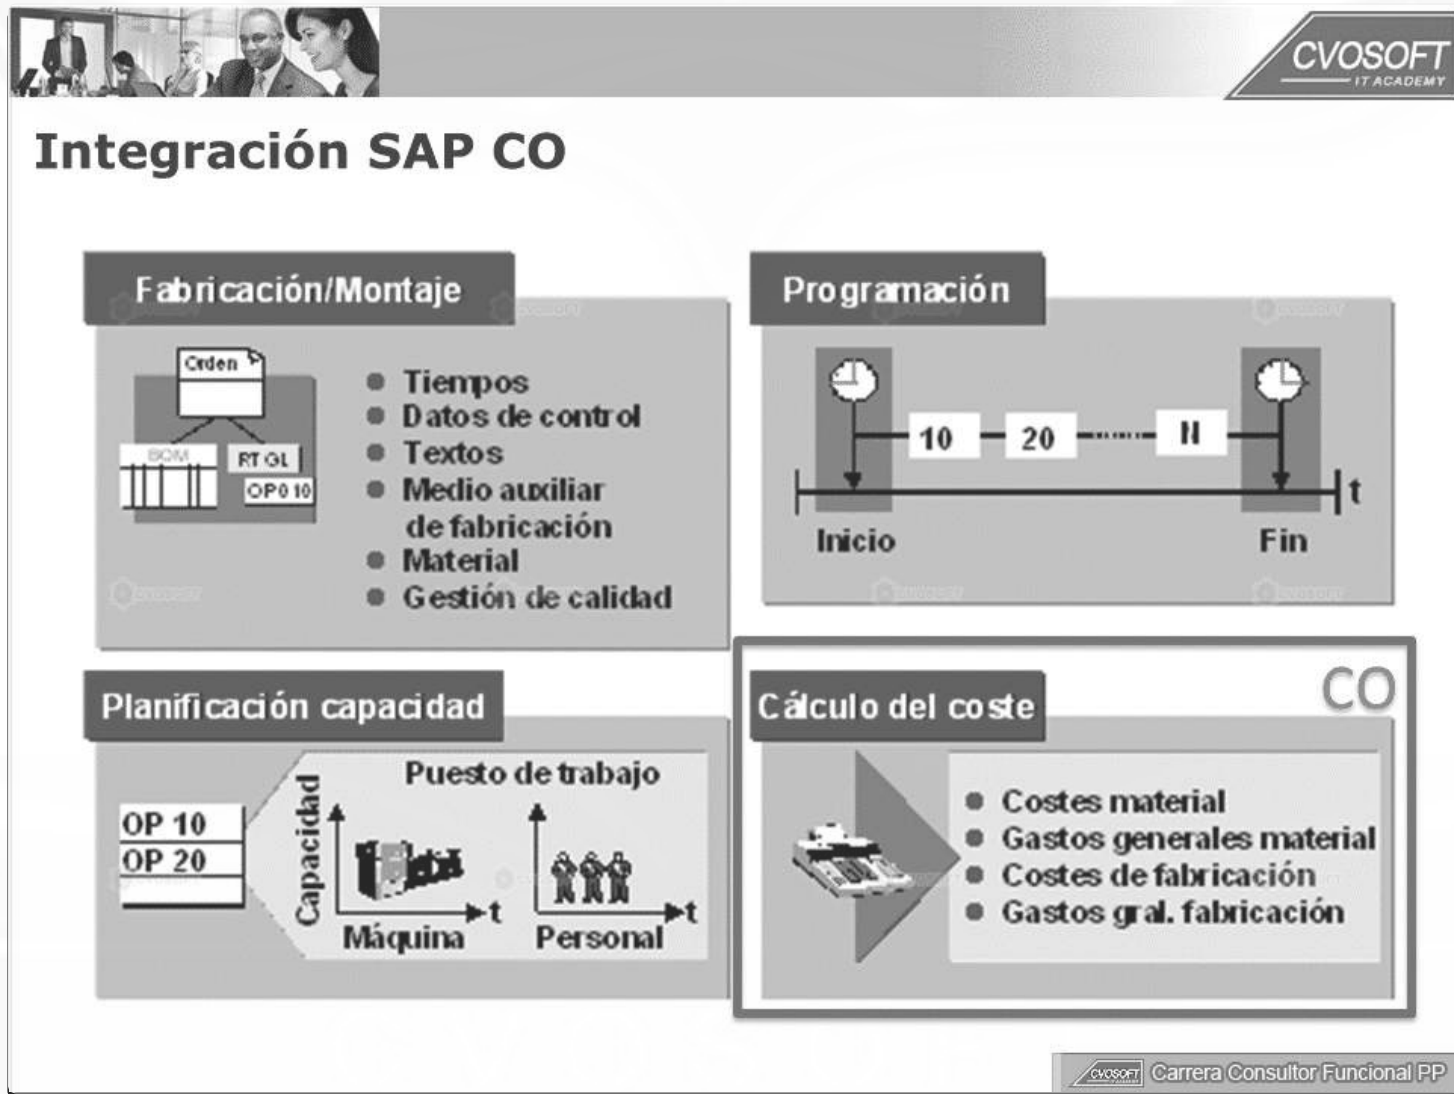 CVOSOFT
IT ACADEMY
Integración SAP CO
Fabricación/Montaje
Orden
BOM
RTGL
OP0 10
Tiempos
Datos de control
Textos
Medio auxiliar
de fabricación
Material
Gestión de calidad
Programación
10
20
N
t
Inicio
Fin
Planificación capacidad
OP 10
OP 20
Puesto de trabajo
Capacidad
t
t
Máquina
Personal
CO
Cálculo del coste
Costes material
Gastos generales material
Costes de fabricación
Gastos gral. fabricación
CVOSOFT
Carrera Consultor Funcional PP